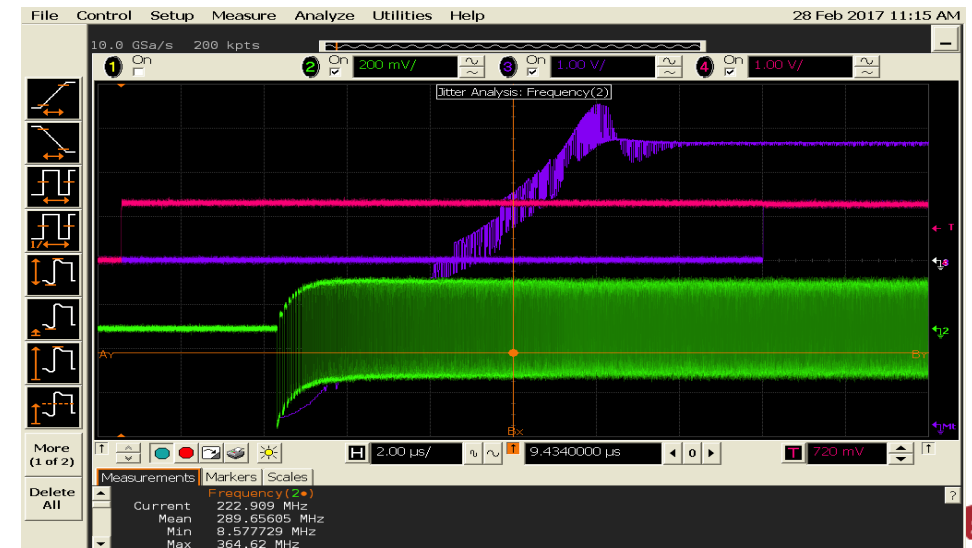 File Control Setup Measure Analyze Utilities Help 28 Feb 2017 11:15 AM
10.0 GSa/s 200 kpts
1 On 2 On 200 mV/ 3 On 1.00 V/ 4 On 1.00 V/
Jitter Analysis: Frequency(2)
T
2
AY BY
BX
More
(1 of 2)
H 2.00 µs/ T 9.4340000 µs 0 T 720 mV
Delete
All
Measurements Markers Scales
Frequency(2•) ?
Current 222.909 MHz
Mean 289.65605 MHz
Min 8.577729 MHz
Max 364.62 MHz
1/